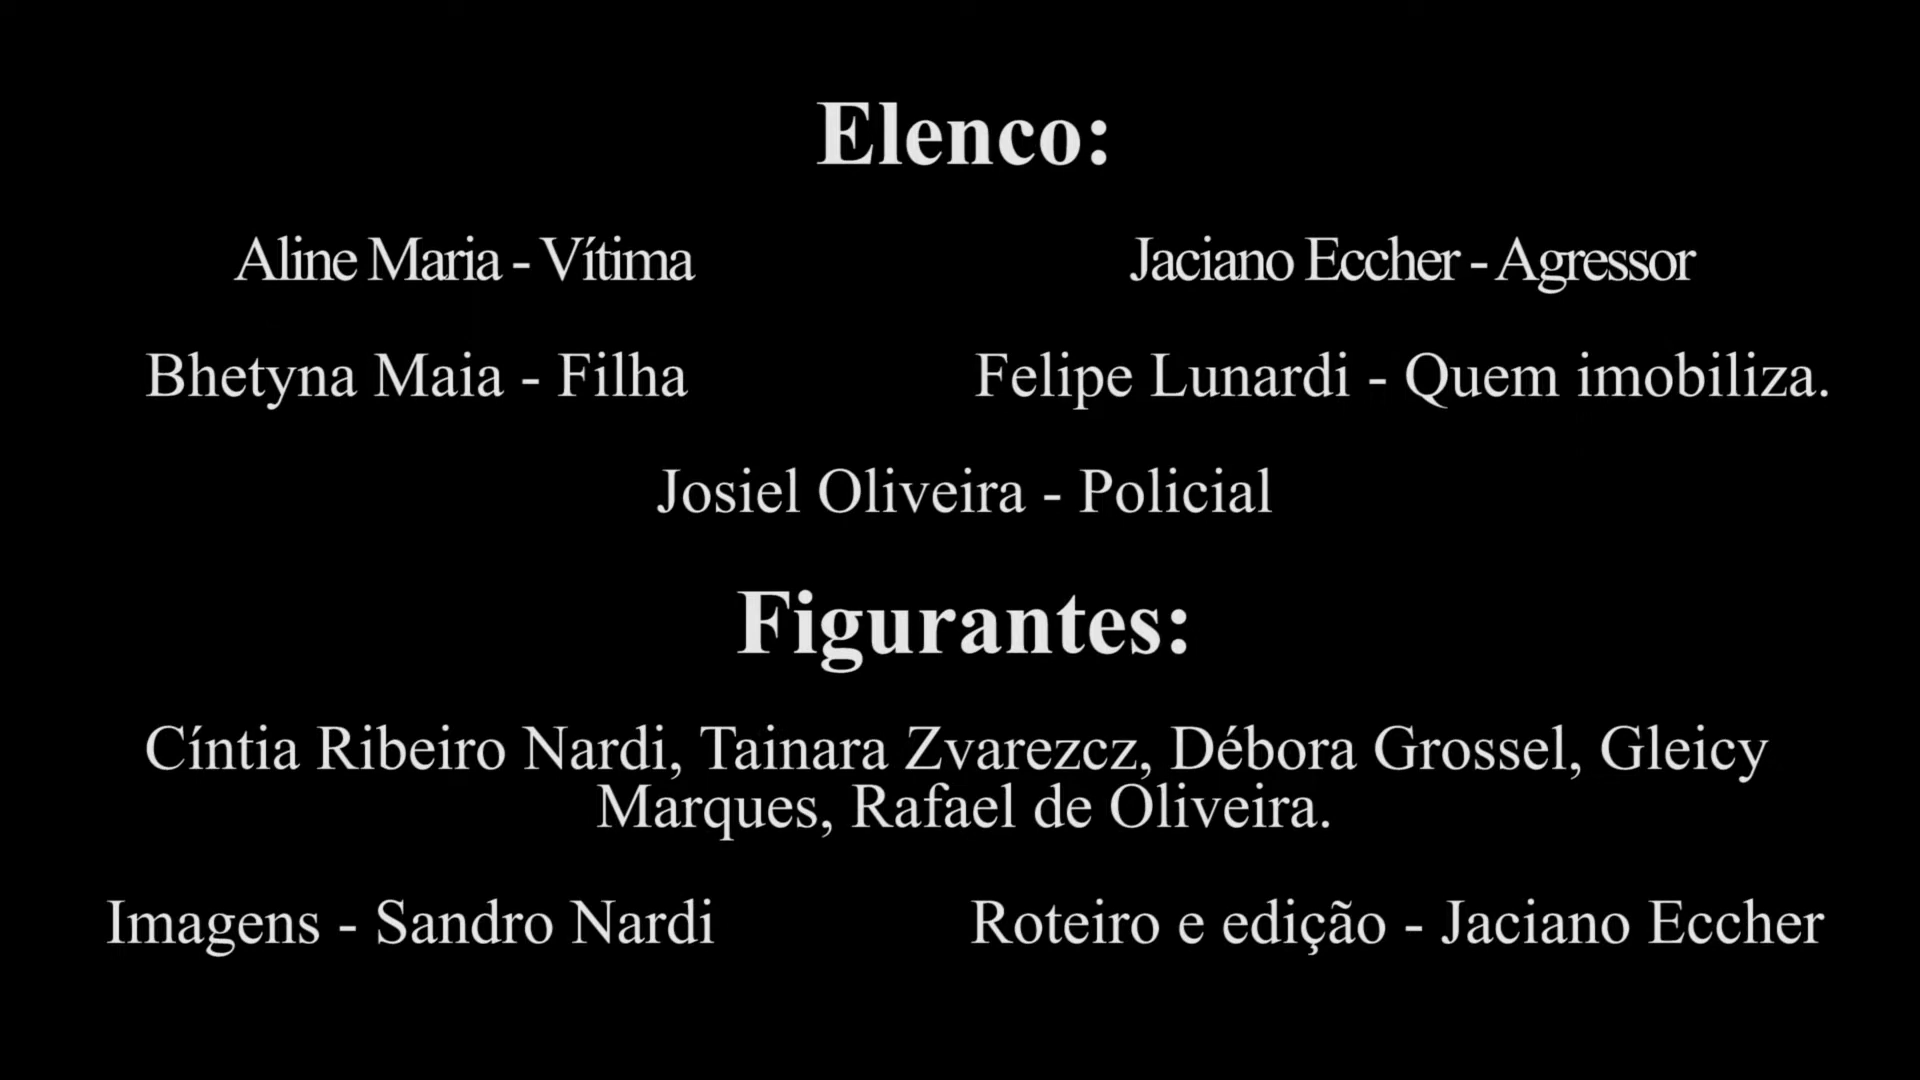 Elenco:
Aline Maria - Vítima
Jaciano Eccher - Agressor
Bhetyna Maia - Filha
Felipe Lunardi - Quem imobiliza.
Josiel Oliveira - Policial
Figurantes:
Cíntia Ribeiro Nardi, Tainara Zvarezcz, Débora Grossel, Gleicy
Marques, Rafael de Oliveira.
Imagens - Sandro Nardi
Roteiro e edição - Jaciano Eccher